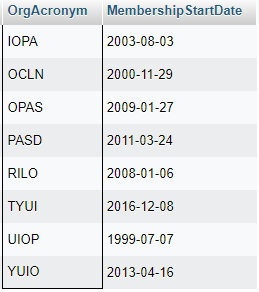 OrgAcronym MembershipStartDate
IOPA 2003-08-03
OCLN 2000-11-29
OPAS 2009-01-27
PASD 2011-03-24
RILO 2008-01-06
TYUI 2016-12-08
UIOP 1999-07-07
YUIO 2013-04-16